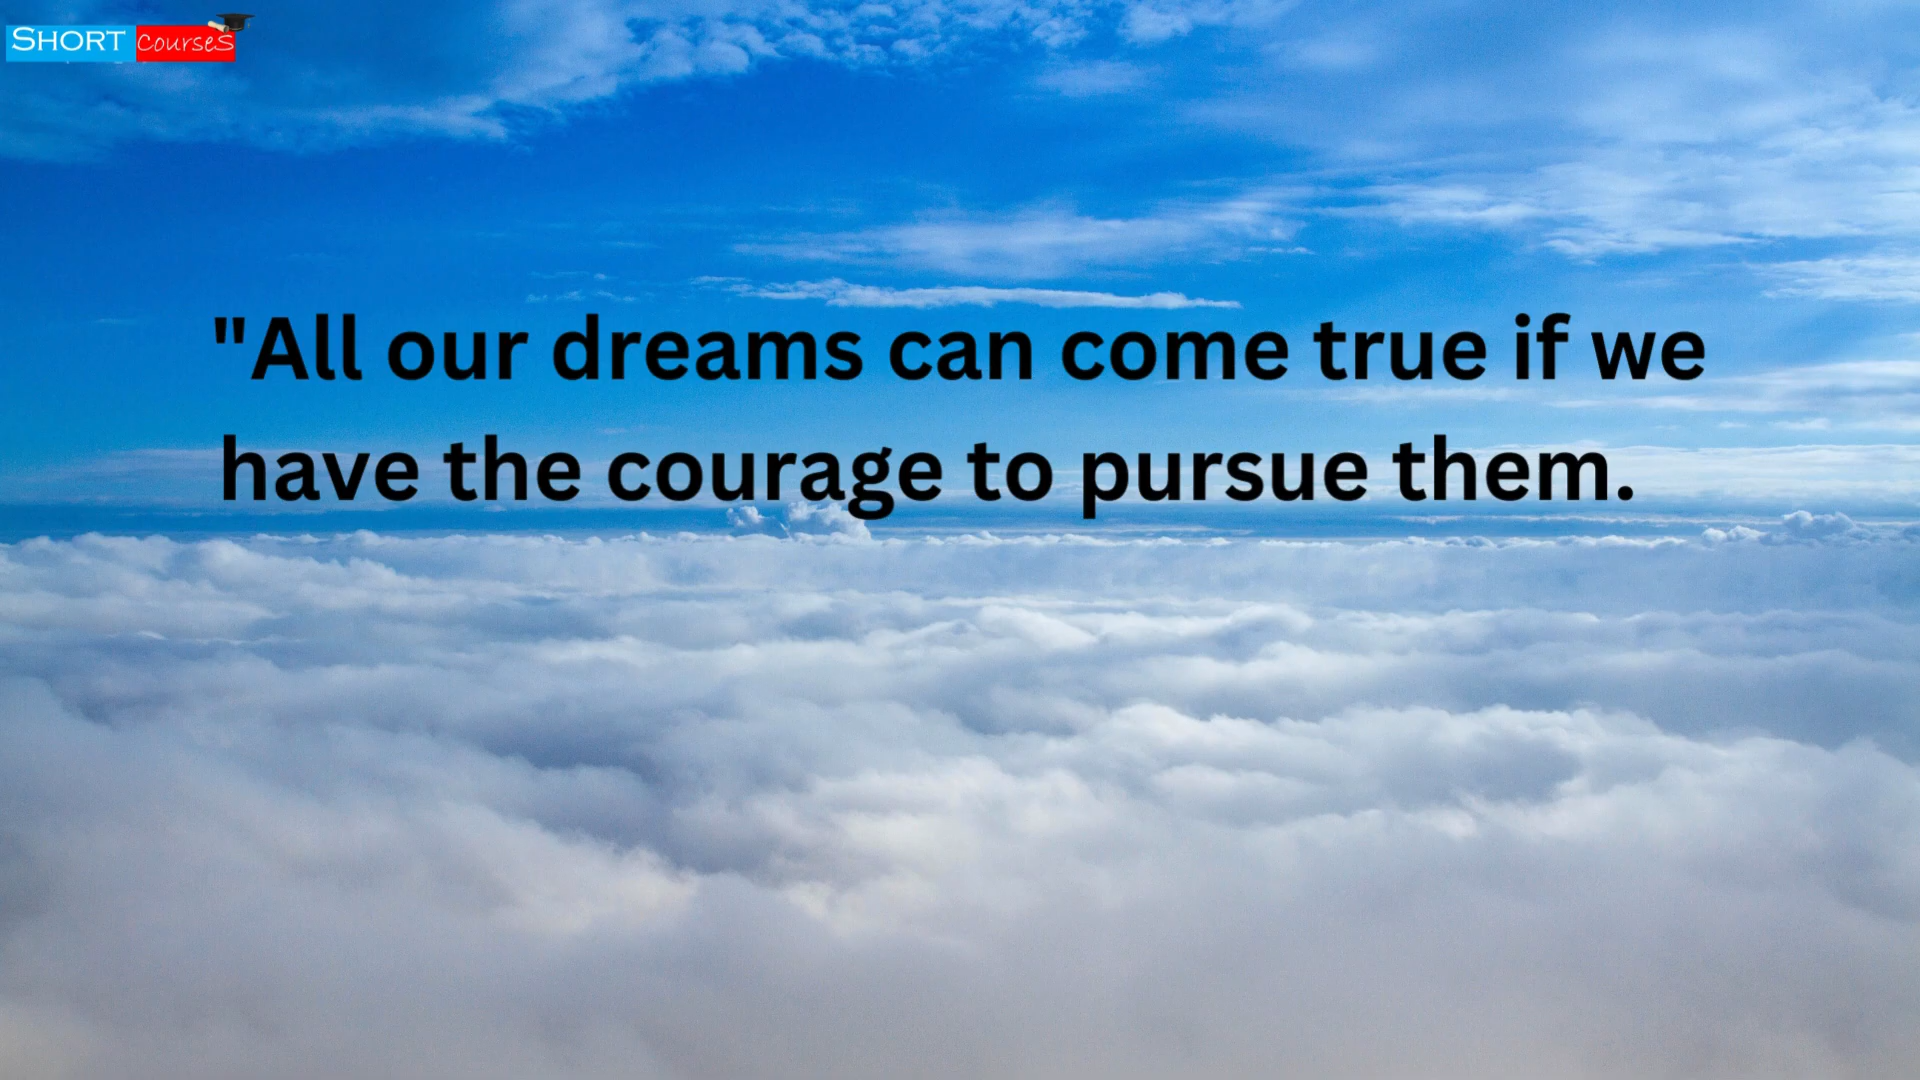 SHORT Courses
"All our dreams can come true if we
have the courage to pursue them.